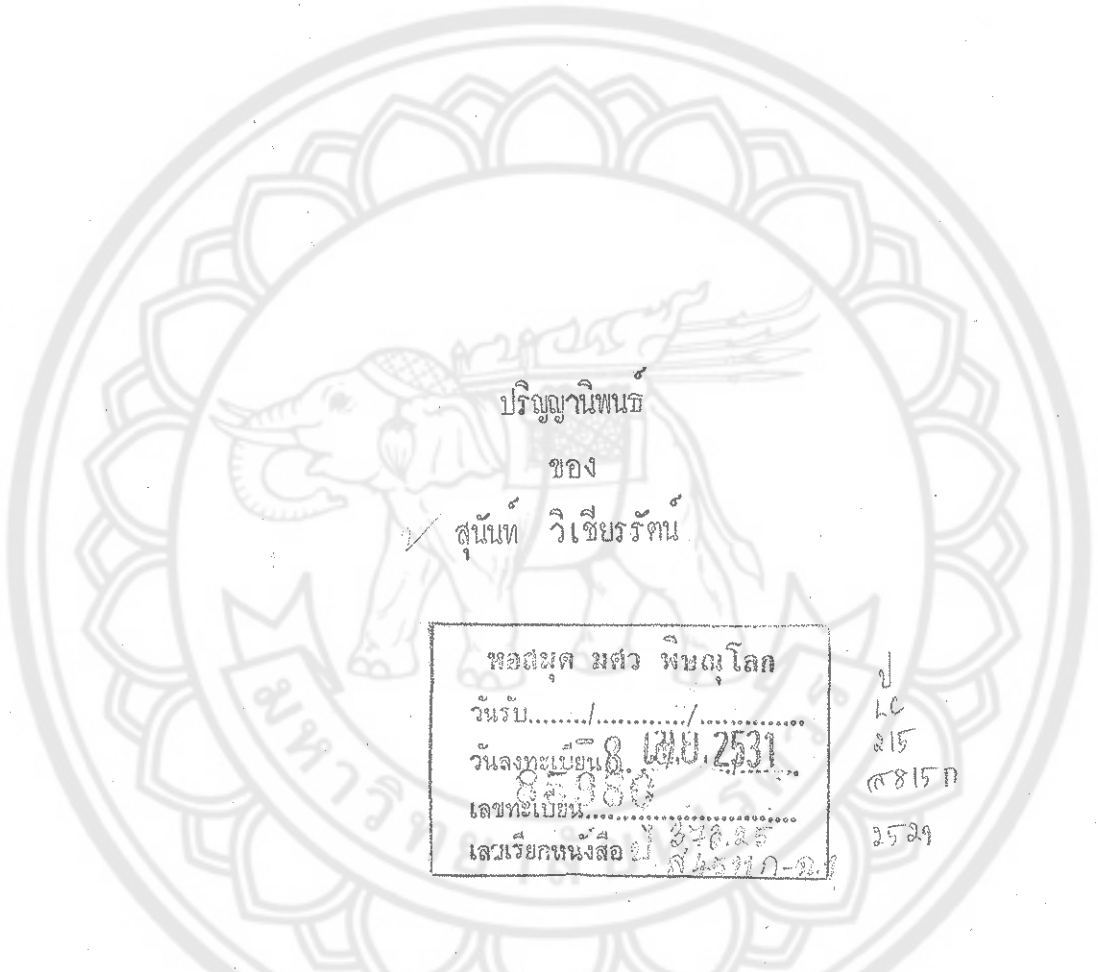 ปริญญานิพนธ์
ของ
สุนันท์ วิเชียรรัตน์
หอสมุด มศว พิษณุโลก
วันรับ......../............/..............
วันลงทะเบียน 8. เม.ย. 2531
เลขทะเบียน
เลขเรียกหนังสือ ป
ป
LC
215
2529